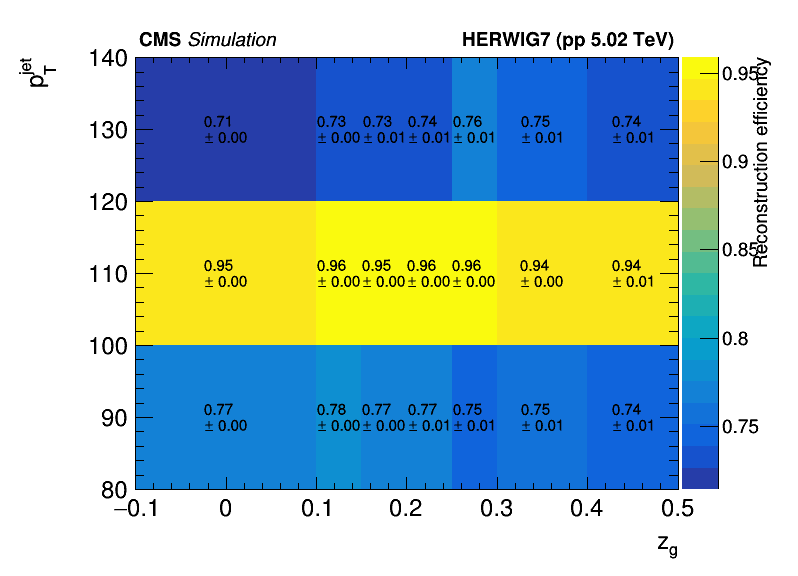 CMS Simulation HERWIG7 (pp 5.02 TeV)
p_T^jet
140
130
120
110
100
90
80
0.71 0.73 0.73 0.74 0.76 0.75 0.74
± 0.00 ± 0.00 ± 0.01 ± 0.01 ± 0.01 ± 0.01 ± 0.01
0.95 0.96 0.95 0.96 0.96 0.94 0.94
± 0.00 ± 0.00 ± 0.00 ± 0.00 ± 0.00 ± 0.00 ± 0.01
0.77 0.78 0.77 0.77 0.75 0.75 0.74
± 0.00 ± 0.00 ± 0.00 ± 0.01 ± 0.01 ± 0.01 ± 0.01
−0.1 0 0.1 0.2 0.3 0.4 0.5
z_g
0.95
0.9
0.85
0.8
0.75
Reconstruction efficiency